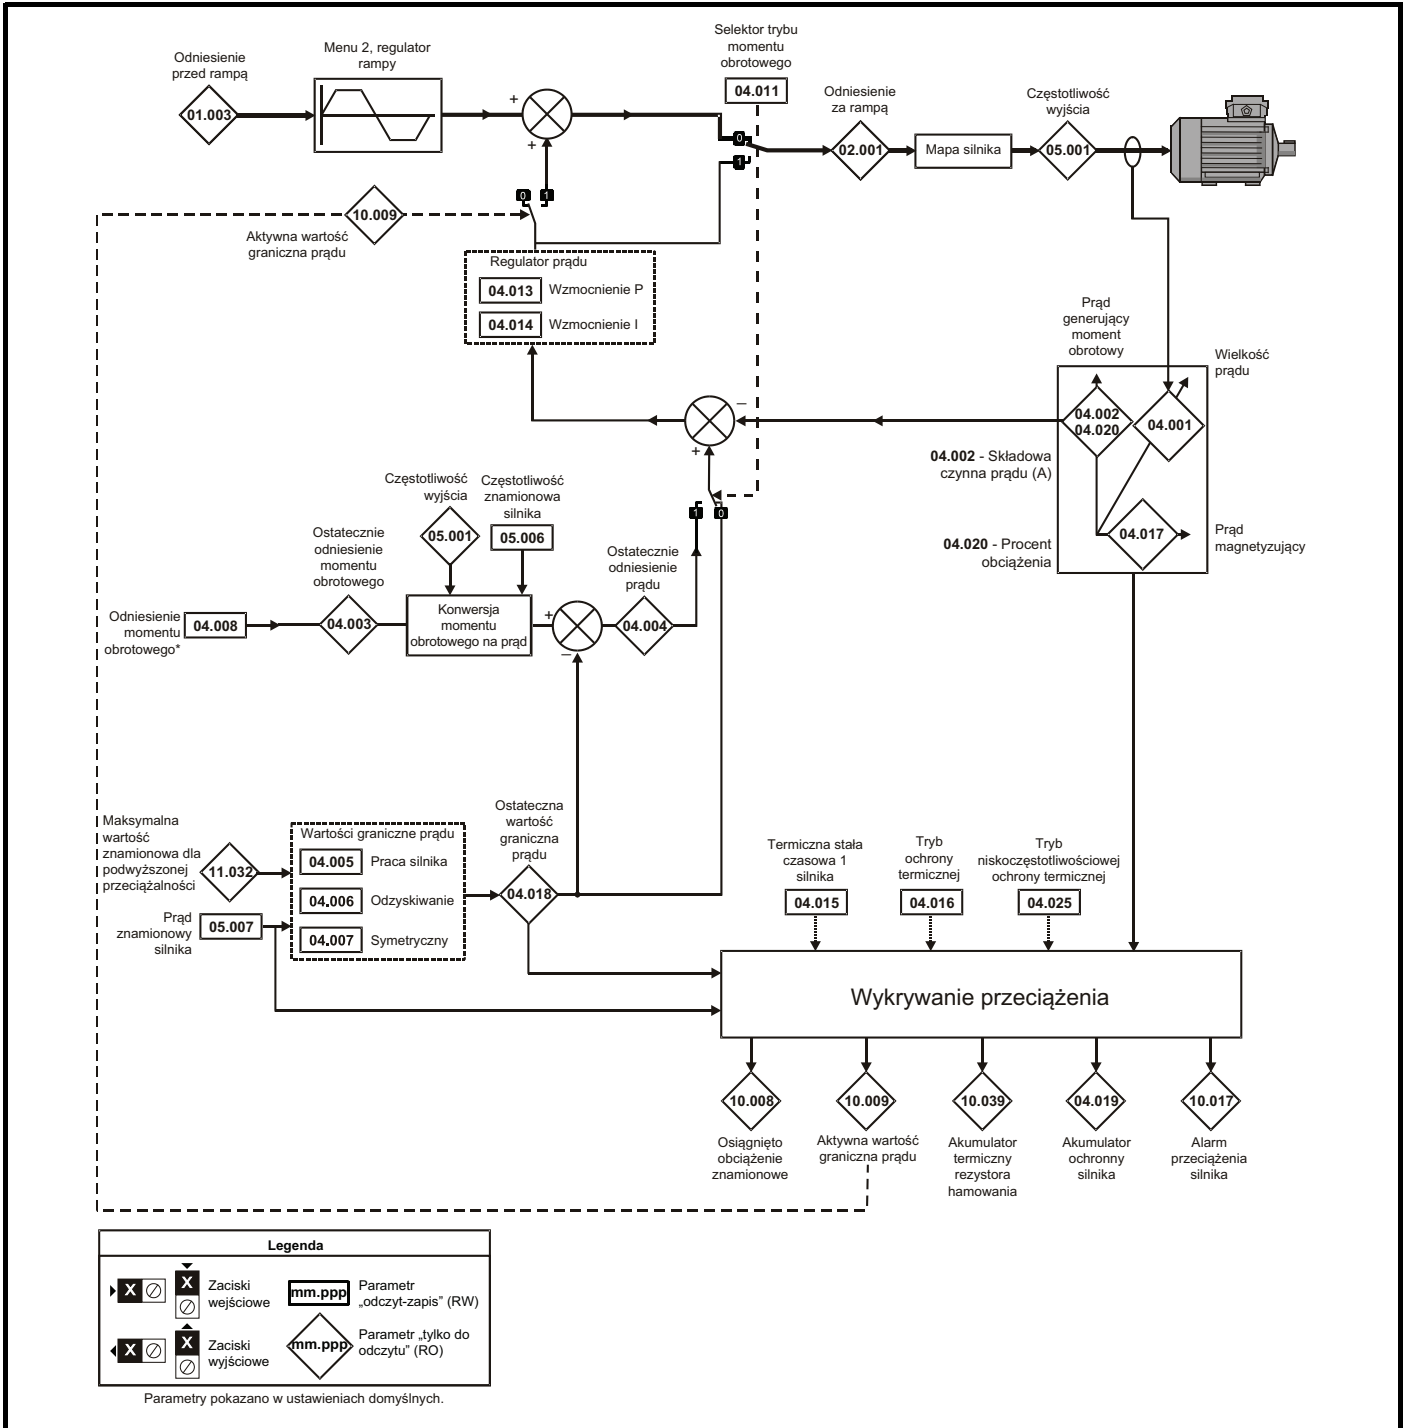 Odniesienie
przed rampą
01.003
Menu 2, regulator
rampy
+
+
Selektor trybu
momentu
obrotowego
04.011
0
1
Odniesienie
za rampą
02.001
Mapa silnika
Częstotliwość
wyjścia
05.001
0 1
10.009
Aktywna wartość
graniczna prądu
Regulator prądu
04.013 Wzmocnienie P
04.014 Wzmocnienie I
Prąd
generujący
moment
obrotowy
Wielkość
prądu
04.002
04.020
04.001
04.002 - Składowa
czynna prądu (A)
04.017
Prąd
magnetyzujący
04.020 - Procent
obciążenia
–
+
1 0
Częstotliwość
wyjścia
05.001
Częstotliwość
znamionowa
silnika
05.006
Ostatecznie
odniesienie
momentu
obrotowego
Odniesienie
momentu
obrotowego*
04.008
04.003
Konwersja
momentu
obrotowego na prąd
+
–
Ostatecznie
odniesienie
prądu
04.004
Maksymalna
wartość
znamionowa dla
podwyższonej
przeciążalności
11.032
Prąd
znamionowy
silnika
05.007
Wartości graniczne prądu
04.005 Praca silnika
04.006 Odzyskiwanie
04.007 Symetryczny
Ostateczna
wartość
graniczna
prądu
04.018
Termiczna stała
czasowa 1
silnika
04.015
Tryb
ochrony
termicznej
04.016
Tryb
niskoczęstotliwościowej
ochrony termicznej
04.025
Wykrywanie przeciążenia
10.008
Osiągnięto
obciążenie
znamionowe
10.009
Aktywna wartość
graniczna prądu
10.039
Akumulator
termiczny
rezystora
hamowania
04.019
Akumulator
ochronny
silnika
10.017
Alarm
przeciążenia
silnika
Legenda
X
X
Zaciski
wejściowe
mm.ppp
Parametr
„odczyt-zapis” (RW)
X
X
Zaciski
wyjściowe
mm.ppp
Parametr „tylko do
odczytu” (RO)
Parametry pokazano w ustawieniach domyślnych.